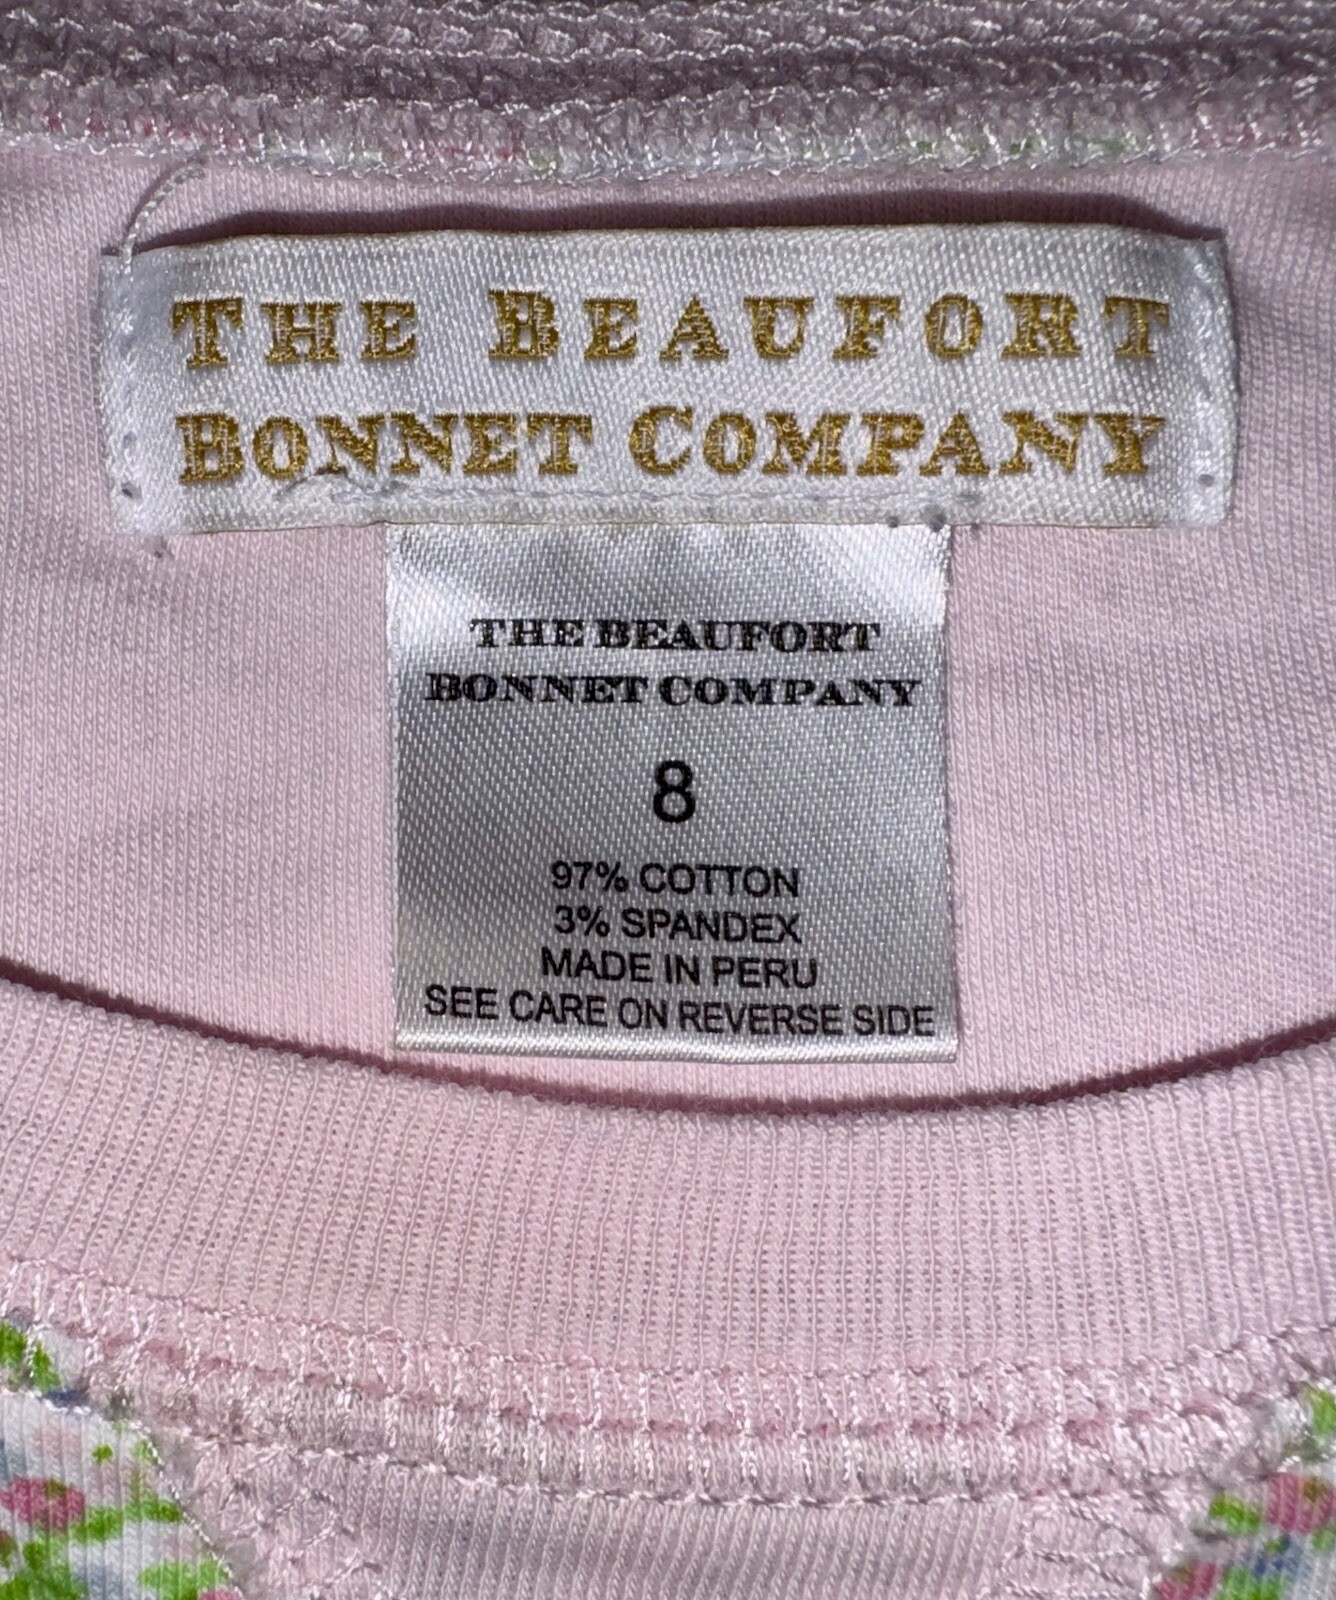 THE BEAUFORT
BONNET COMPANY
THE BEAUFORT
BONNET COMPANY
8
97% COTTON
3% SPANDEX
MADE IN PERU
SEE CARE ON REVERSE SIDE